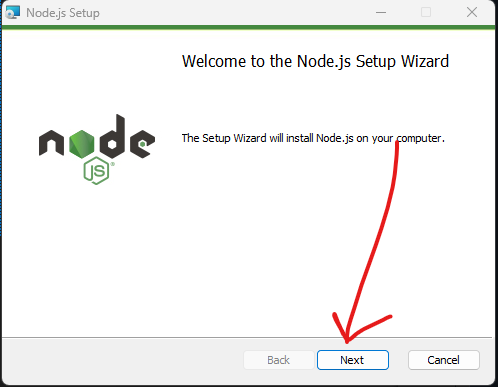 Node.js Setup
Welcome to the Node.js Setup Wizard
node
JS
The Setup Wizard will install Node.js on your computer.
Back
Next
Cancel